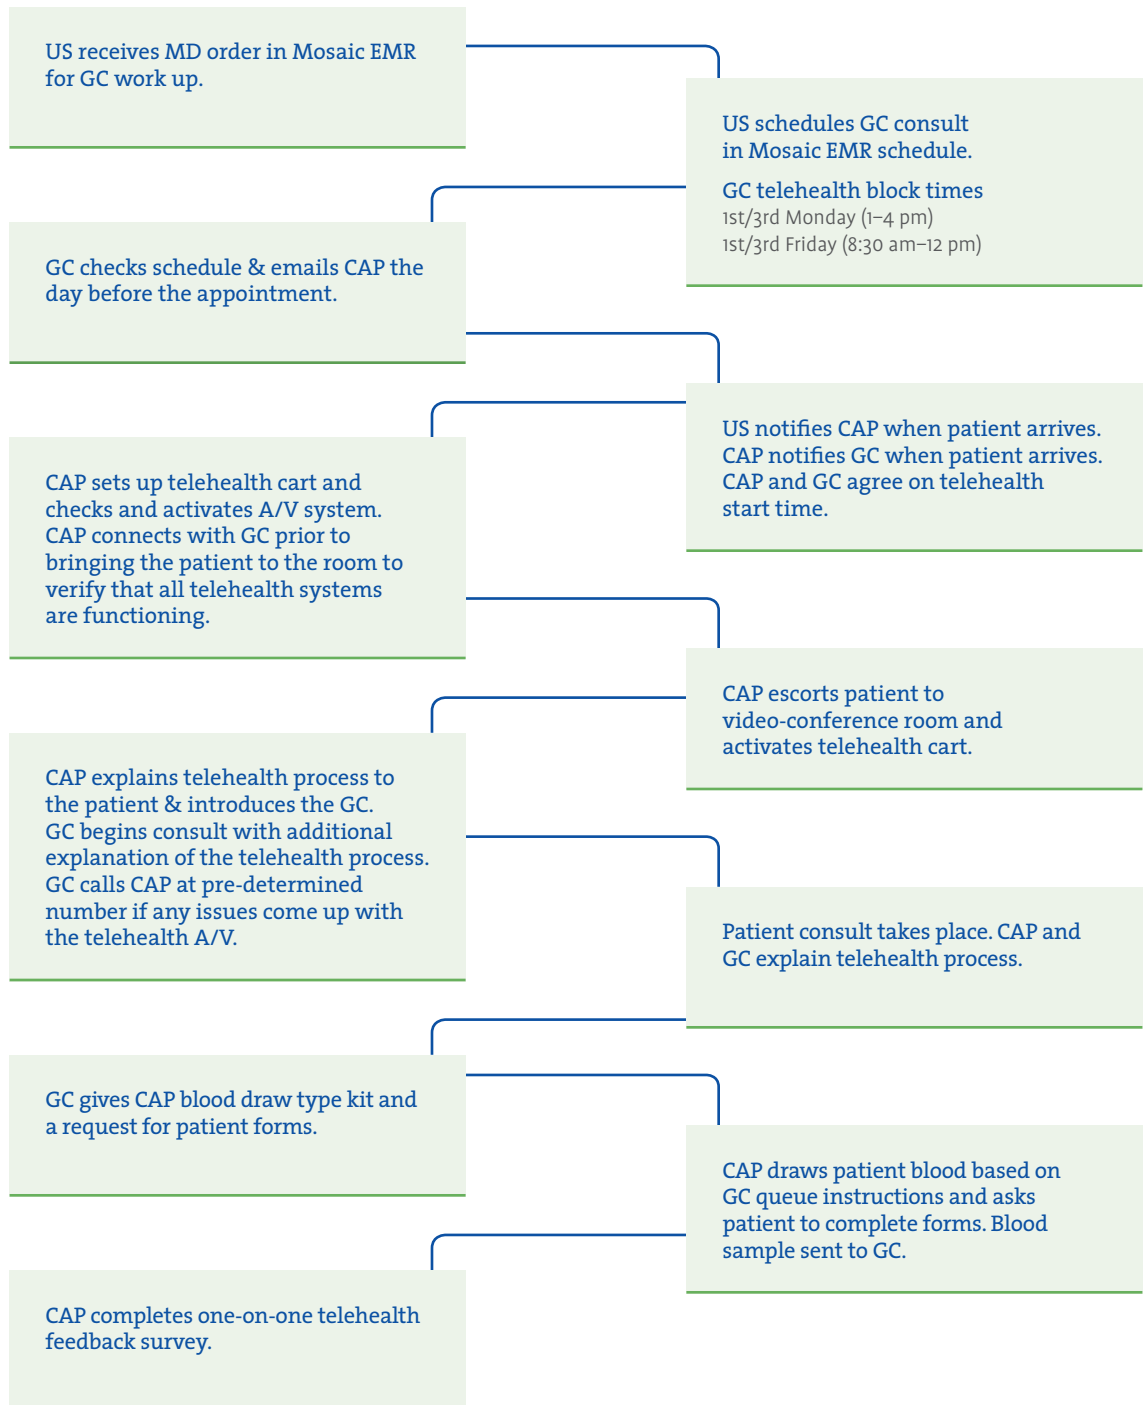 US receives MD order in Mosaic EMR
for GC work up.
US schedules GC consult
in Mosaic EMR schedule.
GC telehealth block times
1st/3rd Monday (1–4 pm)
1st/3rd Friday (8:30 am–12 pm)
GC checks schedule & emails CAP the
day before the appointment.
US notifies CAP when patient arrives.
CAP notifies GC when patient arrives.
CAP and GC agree on telehealth
start time.
CAP sets up telehealth cart and
checks and activates A/V system.
CAP connects with GC prior to
bringing the patient to the room to
verify that all telehealth systems
are functioning.
CAP escorts patient to
video-conference room and
activates telehealth cart.
CAP explains telehealth process to
the patient & introduces the GC.
GC begins consult with additional
explanation of the telehealth process.
GC calls CAP at pre-determined
number if any issues come up with
the telehealth A/V.
Patient consult takes place. CAP and
GC explain telehealth process.
GC gives CAP blood draw type kit and
a request for patient forms.
CAP draws patient blood based on
GC queue instructions and asks
patient to complete forms. Blood
sample sent to GC.
CAP completes one-on-one telehealth
feedback survey.